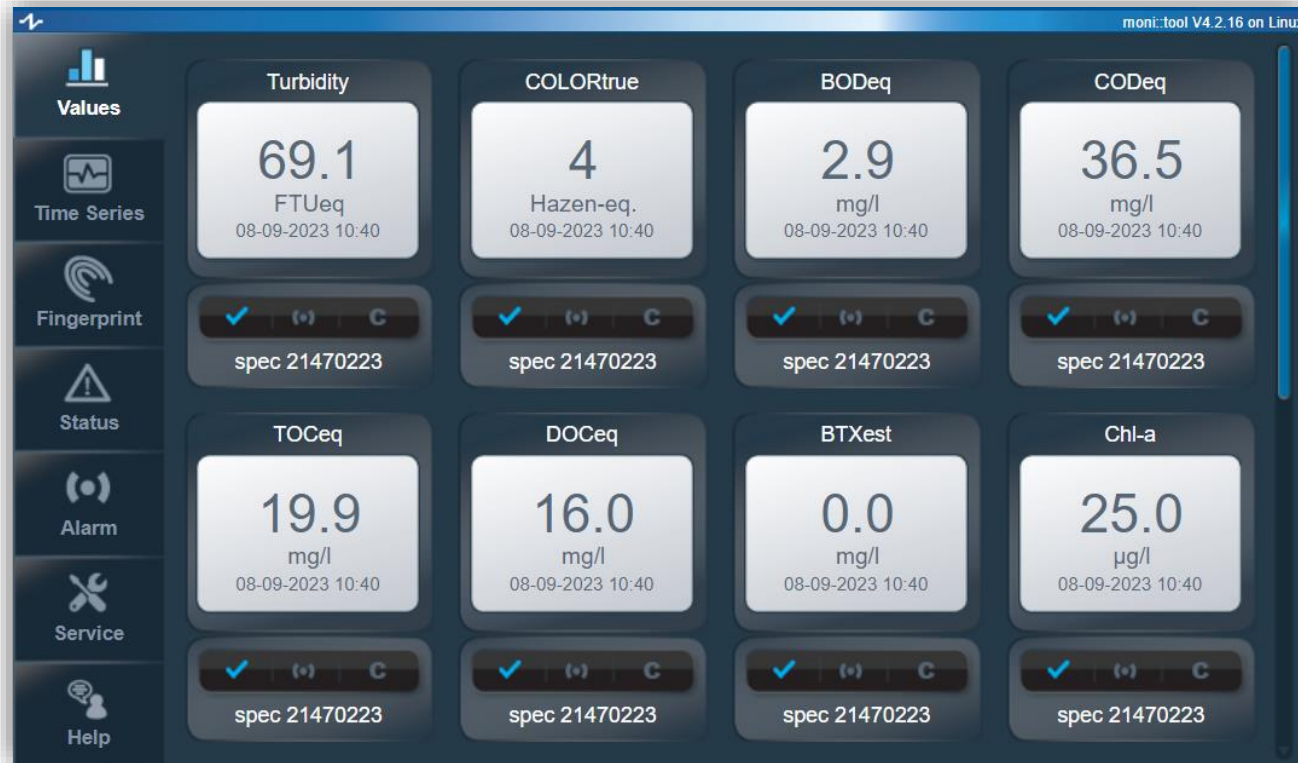 moni::tool V4.2.16 on Linux
Values
Time Series
Fingerprint
Status
Alarm
Service
Help
Turbidity
69.1
FTUeq
08-09-2023 10:40
C
spec 21470223
COLORtrue
4
Hazen-eq.
08-09-2023 10:40
C
spec 21470223
BODeq
2.9
mg/l
08-09-2023 10:40
C
spec 21470223
CODeq
36.5
mg/l
08-09-2023 10:40
C
spec 21470223
TOCeq
19.9
mg/l
08-09-2023 10:40
C
spec 21470223
DOCeq
16.0
mg/l
08-09-2023 10:40
C
spec 21470223
BTXest
0.0
mg/l
08-09-2023 10:40
C
spec 21470223
Chl-a
25.0
µg/l
08-09-2023 10:40
C
spec 21470223